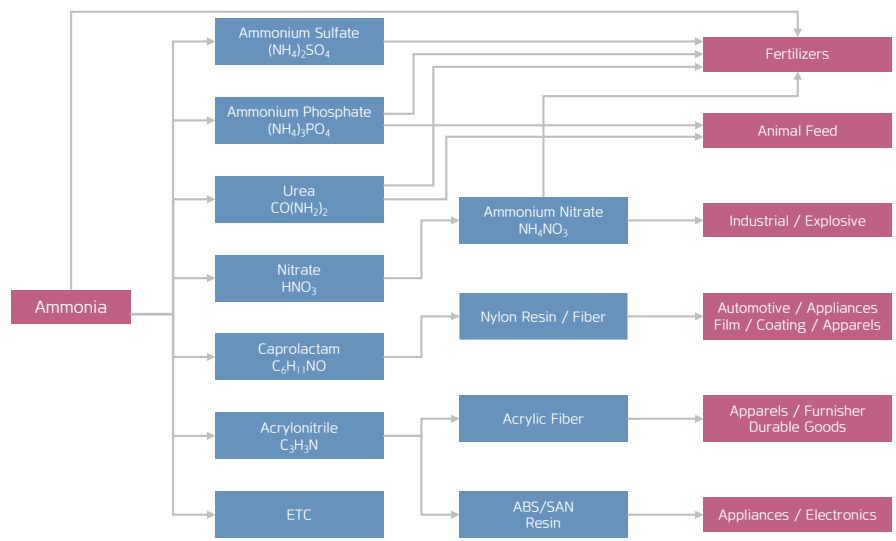 Ammonia
Ammonium Sulfate
(NH₄)₂SO₄
Ammonium Phosphate
(NH₄)₃PO₄
Urea
CO(NH₂)₂
Nitrate
HNO₃
Caprolactam
C₆H₁₁NO
Acrylonitrile
C₃H₃N
ETC
Ammonium Nitrate
NH₄NO₃
Nylon Resin / Fiber
Acrylic Fiber
ABS/SAN
Resin
Fertilizers
Animal Feed
Industrial / Explosive
Automotive / Appliances
Film / Coating / Apparels
Apparels / Furnisher
Durable Goods
Appliances / Electronics